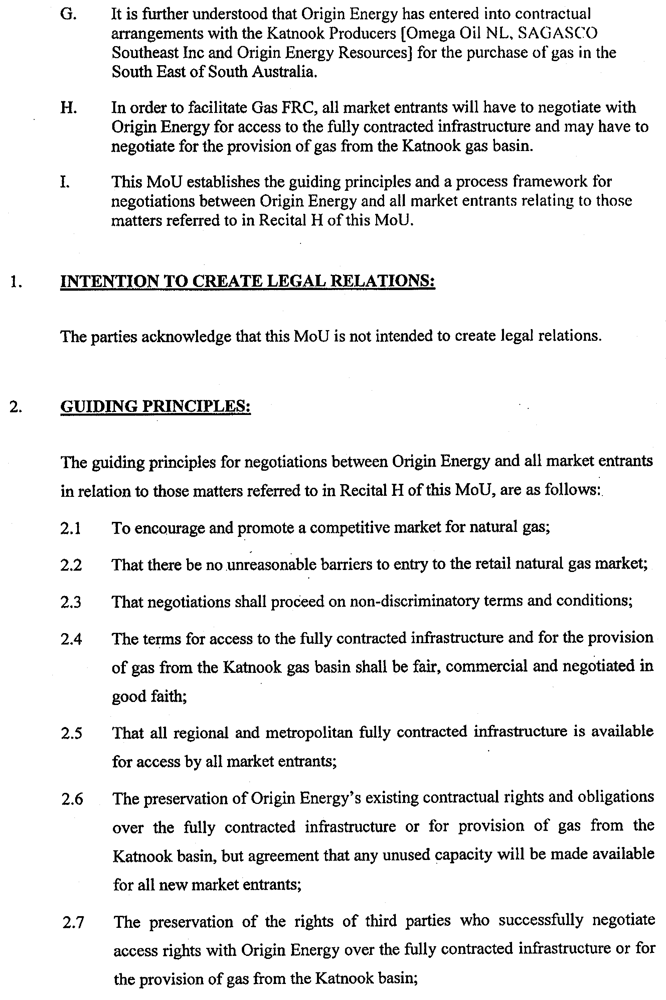 G. It is further understood that Origin Energy has entered into contractual
arrangements with the Katnook Producers [Omega Oil NL, SAGASCO
Southeast Inc and Origin Energy Resources] for the purchase of gas in the
South East of South Australia.
H. In order to facilitate Gas FRC, all market entrants will have to negotiate with
Origin Energy for access to the fully contracted infrastructure and may have to
negotiate for the provision of gas from the Katnook gas basin.
I. This MoU establishes the guiding principles and a process framework for
negotiations between Origin Energy and all market entrants relating to those
matters referred to in Recital H of this MoU.
1. INTENTION TO CREATE LEGAL RELATIONS:
The parties acknowledge that this MoU is not intended to create legal relations.
2. GUIDING PRINCIPLES:
The guiding principles for negotiations between Origin Energy and all market entrants
in relation to those matters referred to in Recital H of this MoU, are as follows:
2.1 To encourage and promote a competitive market for natural gas;
2.2 That there be no unreasonable barriers to entry to the retail natural gas market;
2.3 That negotiations shall proceed on non-discriminatory terms and conditions;
2.4 The terms for access to the fully contracted infrastructure and for the provision
of gas from the Katnook gas basin shall be fair, commercial and negotiated in
good faith;
2.5 That all regional and metropolitan fully contracted infrastructure is available
for access by all market entrants;
2.6 The preservation of Origin Energy's existing contractual rights and obligations
over the fully contracted infrastructure or for provision of gas from the
Katnook basin, but agreement that any unused capacity will be made available
for all new market entrants;
2.7 The preservation of the rights of third parties who successfully negotiate
access rights with Origin Energy over the fully contracted infrastructure or for
the provision of gas from the Katnook basin;